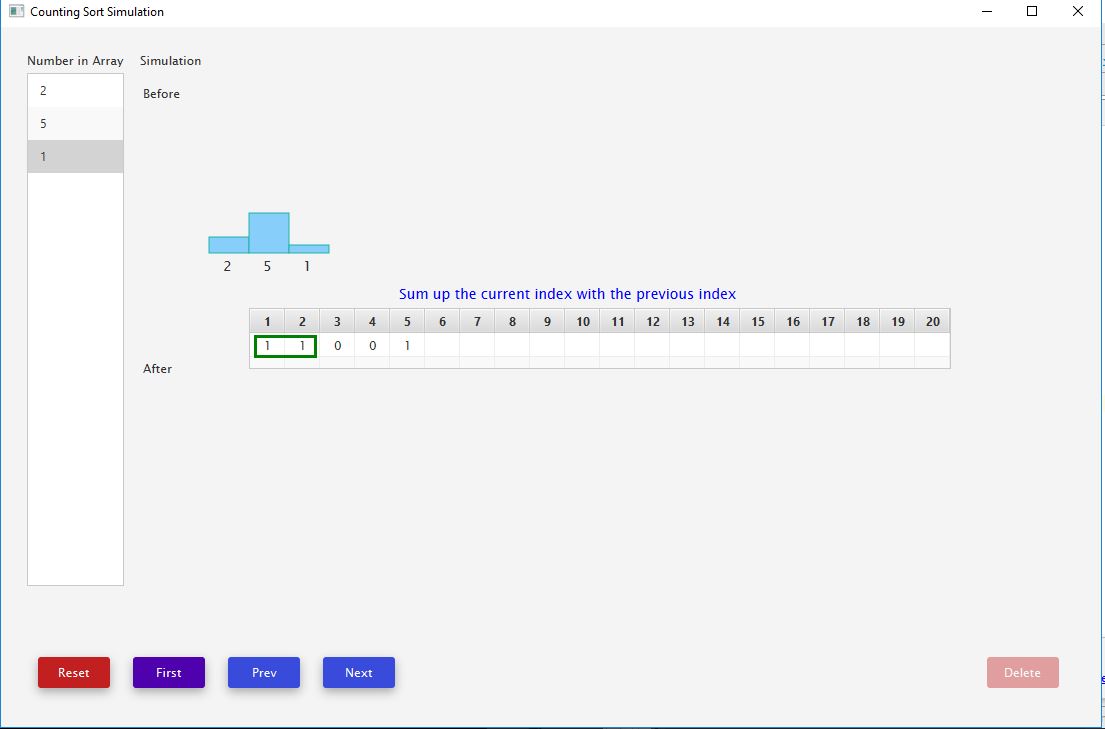 Counting Sort Simulation
Number in Array
Simulation
2
Before
5
1
2 5 1
Sum up the current index with the previous index
1 2 3 4 5 6 7 8 9 10 11 12 13 14 15 16 17 18 19 20
1 1 0 0 1
After
Reset First Prev Next Delete